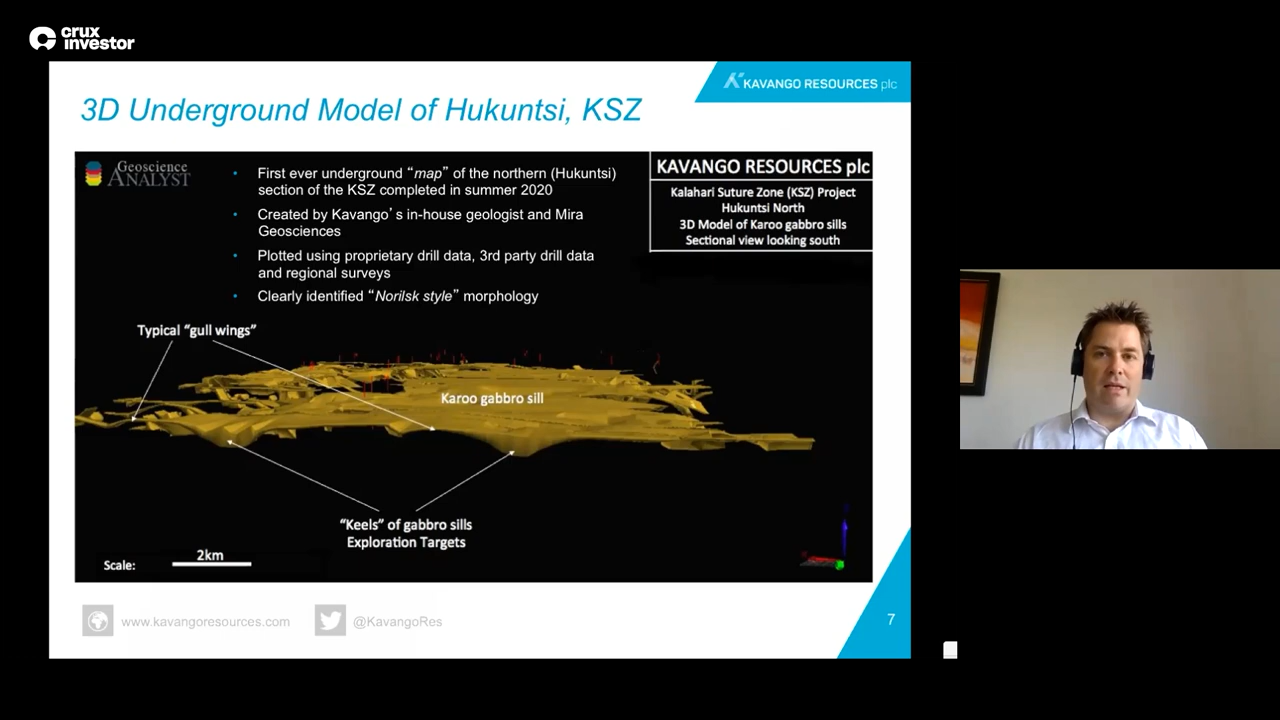 crux
investor
KAVANGO RESOURCES plc
3D Underground Model of Hukuntsi, KSZ
Geoscience
ANALYST
• First ever underground “map” of the northern (Hukuntsi)
section of the KSZ completed in summer 2020
• Created by Kavango’s in-house geologist and Mira
Geosciences
• Plotted using proprietary drill data, 3rd party drill data
and regional surveys
• Clearly identified “Norilsk style” morphology
KAVANGO RESOURCES plc
Kalahari Suture Zone (KSZ) Project
Hukuntsi North
3D Model of Karoo gabbro sills
Sectional view looking south
Typical “gull wings”
Karoo gabbro sill
“Keels” of gabbro sills
Exploration Targets
Scale:
2km
www.kavangoresources.com
@KavangoRes
7